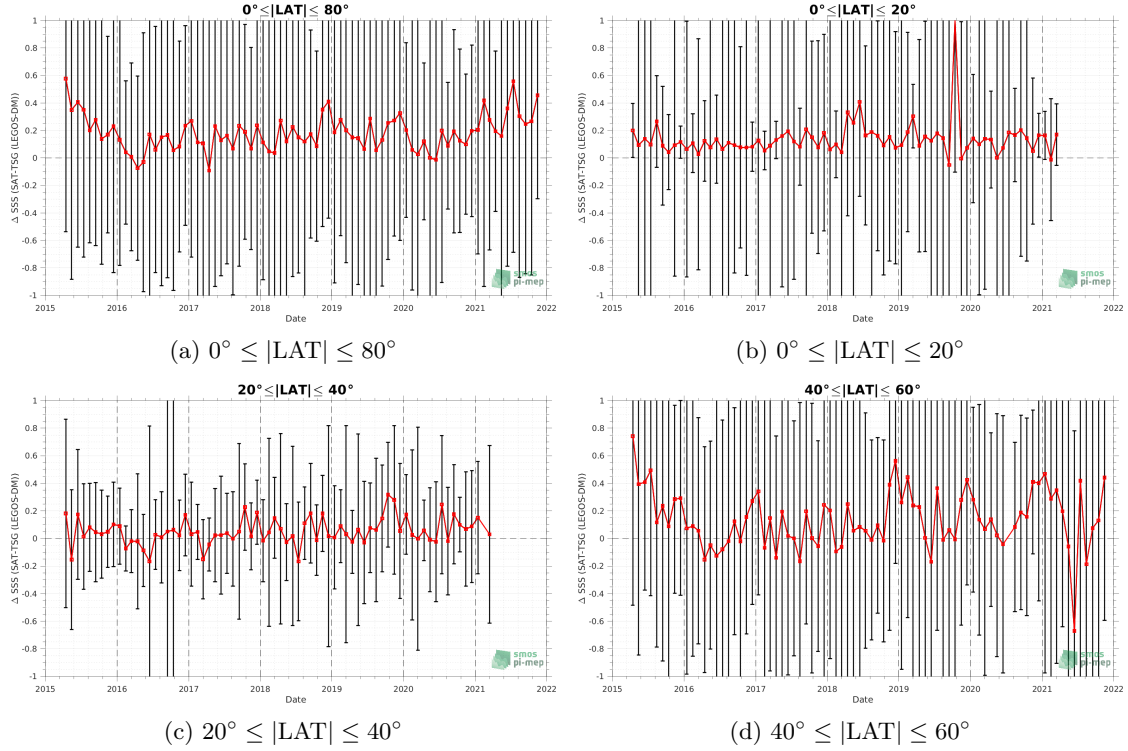 0°≤|LAT|≤ 80°
Δ SSS (SAT-TSG (LEGOS-DM))
1
0.8
0.6
0.4
0.2
0
-0.2
-0.4
-0.6
-0.8
-1
smos
pi-mep
2015 2016 2017 2018 2019 2020 2021 2022
Date
(a) 0° ≤ |LAT| ≤ 80°
0°≤|LAT|≤ 20°
Δ SSS (SAT-TSG (LEGOS-DM))
1
0.8
0.6
0.4
0.2
0
-0.2
-0.4
-0.6
-0.8
-1
smos
pi-mep
2015 2016 2017 2018 2019 2020 2021 2022
Date
(b) 0° ≤ |LAT| ≤ 20°
20°≤|LAT|≤ 40°
Δ SSS (SAT-TSG (LEGOS-DM))
1
0.8
0.6
0.4
0.2
0
-0.2
-0.4
-0.6
-0.8
-1
smos
pi-mep
2015 2016 2017 2018 2019 2020 2021 2022
Date
(c) 20° ≤ |LAT| ≤ 40°
40°≤|LAT|≤ 60°
Δ SSS (SAT-TSG (LEGOS-DM))
1
0.8
0.6
0.4
0.2
0
-0.2
-0.4
-0.6
-0.8
-1
smos
pi-mep
2015 2016 2017 2018 2019 2020 2021 2022
Date
(d) 40° ≤ |LAT| ≤ 60°